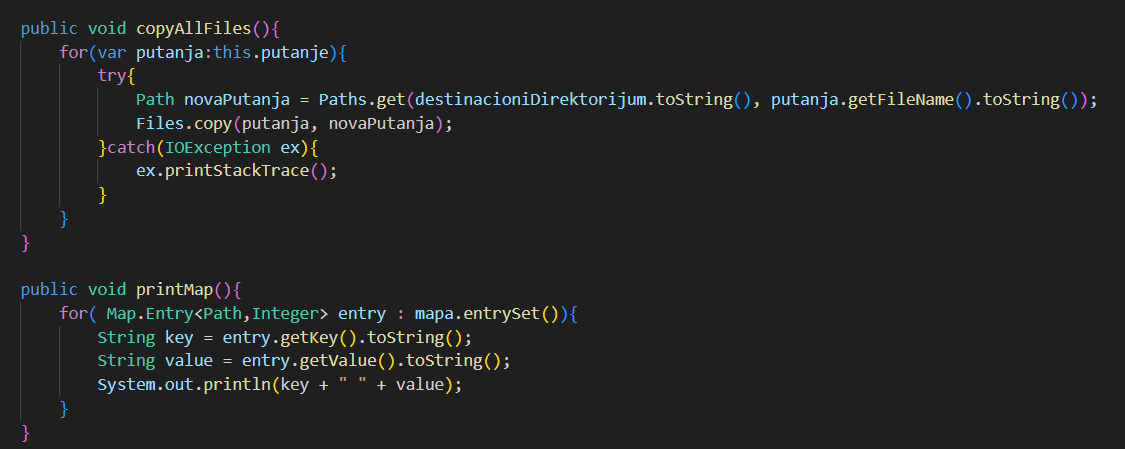 public void copyAllFiles(){
    for(var putanja:this.putanje){
        try{
            Path novaPutanja = Paths.get(destinacioniDirektorijum.toString(), putanja.getFileName().toString());
            Files.copy(putanja, novaPutanja);
        }catch(IOException ex){
            ex.printStackTrace();
        }
    }
}

public void printMap(){
    for( Map.Entry<Path,Integer> entry : mapa.entrySet()){
        String key = entry.getKey().toString();
        String value = entry.getValue().toString();
        System.out.println(key + " " + value);
    }
}